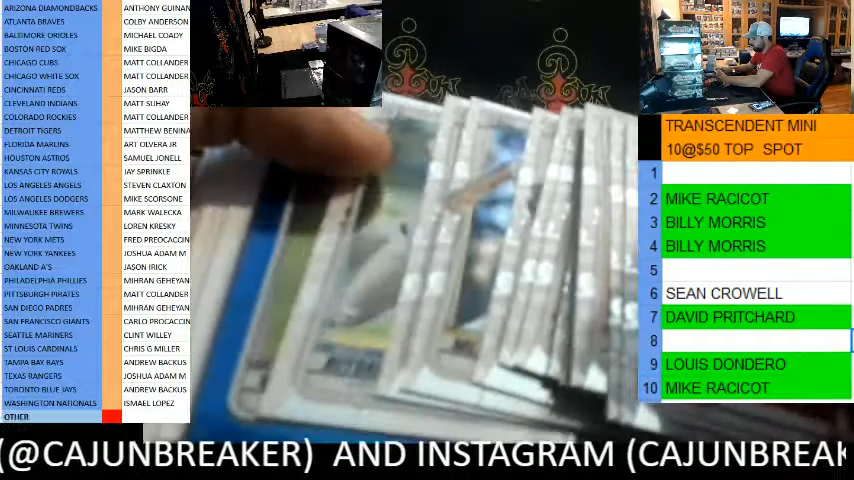 ARIZONA DIAMONDBACKS ANTHONY GUINAN
ATLANTA BRAVES COLBY ANDERSON
BALTIMORE ORIOLES MICHAEL COADY
BOSTON RED SOX MIKE BIGDA
CHICAGO CUBS MATT COLLANDER
CHICAGO WHITE SOX MATT COLLANDER
CINCINNATI REDS JASON BARR
CLEVELAND INDIANS MATT SUHAY
COLORADO ROCKIES MATT COLLANDER
DETROIT TIGERS MATTHEW BENINA
FLORIDA MARLINS ART OLVERA JR
HOUSTON ASTROS SAMUEL JONELL
KANSAS CITY ROYALS JAY SPRINKLE
LOS ANGELES ANGELS STEVEN CLAXTON
LOS ANGELES DODGERS MIKE SCORSONE
MILWAUKEE BREWERS MARK WALECKA
MINNESOTA TWINS LOREN KRESKY
NEW YORK METS FRED PREOCACCIN
NEW YORK YANKEES JOSHUA ADAM M
OAKLAND A'S JASON IRICK
PHILADELPHIA PHILLIES MIHRAN GEHEYAN
PITTSBURGH PIRATES MATT COLLANDER
SAN DIEGO PADRES MIHRAN GEHEYAN
SAN FRANCISCO GIANTS CARLO PROCACCIN
SEATTLE MARINERS CLINT WILLEY
ST LOUIS CARDINALS CHRIS G MILLER
TAMPA BAY RAYS ANDREW BACKUS
TEXAS RANGERS JOSHUA ADAM M
TORONTO BLUE JAYS ANDREW BACKUS
WASHINGTON NATIONALS ISMAEL LOPEZ
OTHER
TRANSCENDENT MINI
10@$50 TOP SPOT
1
2 MIKE RACICOT
3 BILLY MORRIS
4 BILLY MORRIS
5
6 SEAN CROWELL
7 DAVID PRITCHARD
8
9 LOUIS DONDERO
10 MIKE RACICOT
(@CAJUNBREAKER) AND INSTAGRAM (CAJUNBREAK